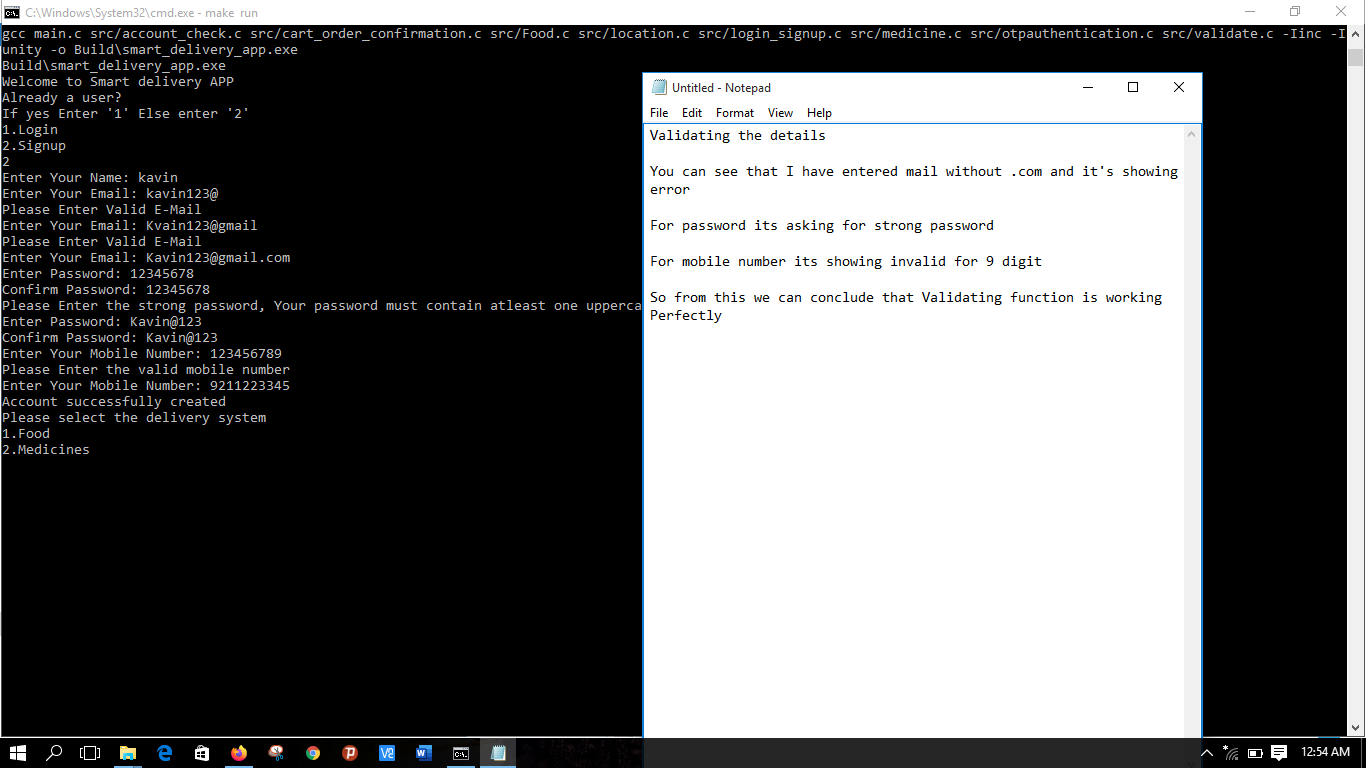 C:\Windows\System32\cmd.exe - make run
gcc main.c src/account_check.c src/cart_order_confirmation.c src/Food.c src/location.c src/login_signup.c src/medicine.c src/otpauthentication.c src/validate.c -Iinc -I
unity -o Build\smart_delivery_app.exe
Build\smart_delivery_app.exe
Welcome to Smart delivery APP
Already a user?
If yes Enter '1' Else enter '2'
1.Login
2.Signup
2
Enter Your Name: kavin
Enter Your Email: kavin123@
Please Enter Valid E-Mail
Enter Your Email: Kvain123@gmail
Please Enter Valid E-Mail
Enter Your Email: Kavin123@gmail.com
Enter Password: 12345678
Confirm Password: 12345678
Please Enter the strong password, Your password must contain atleast one upperca
Enter Password: Kavin@123
Confirm Password: Kavin@123
Enter Your Mobile Number: 123456789
Please Enter the valid mobile number
Enter Your Mobile Number: 9211223345
Account successfully created
Please select the delivery system
1.Food
2.Medicines
Untitled - Notepad
File Edit Format View Help
Validating the details
You can see that I have entered mail without .com and it's showing
error
For password its asking for strong password
For mobile number its showing invalid for 9 digit
So from this we can conclude that Validating function is working
Perfectly
12:54 AM